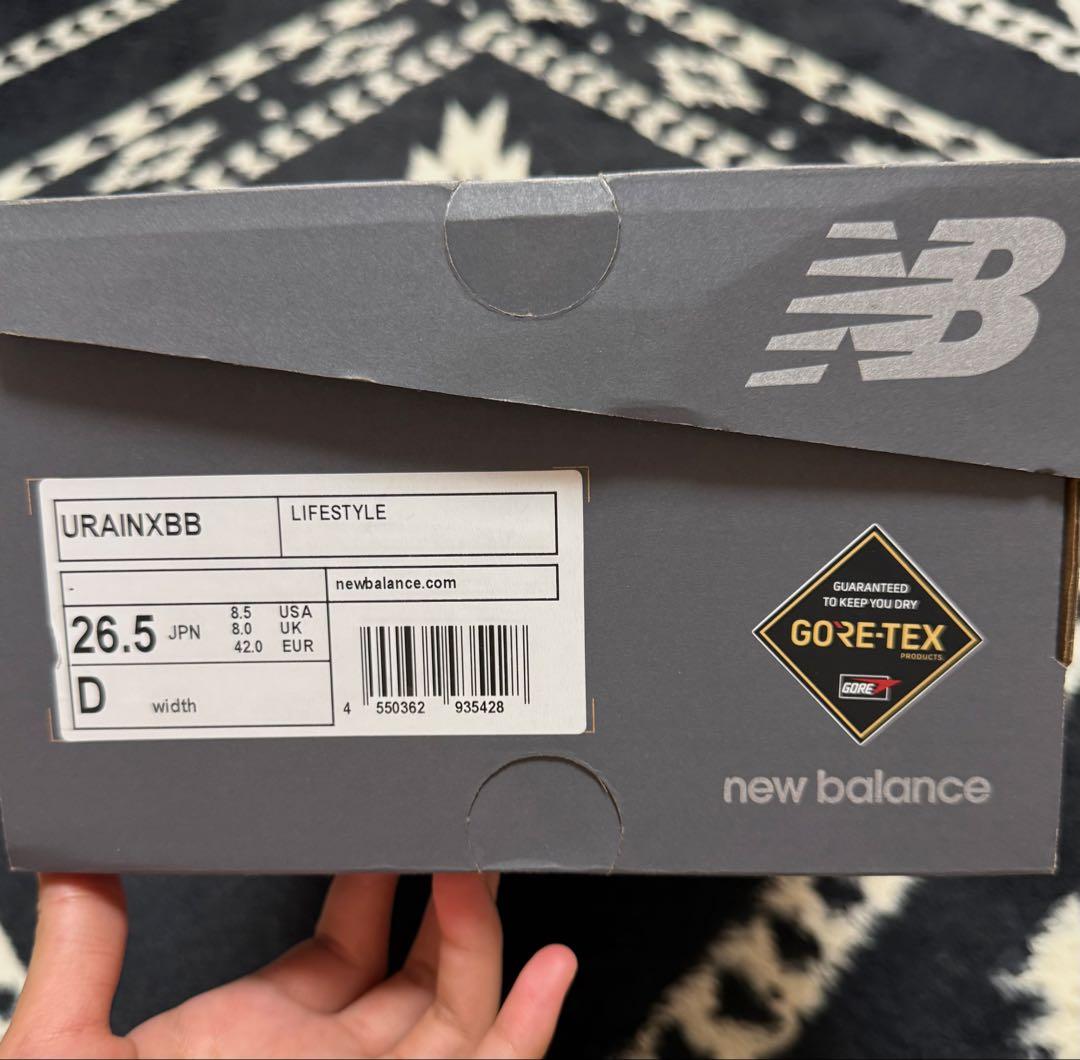 NB
URAINXBB
LIFESTYLE
-
newbalance.com
26.5 JPN
8.5 USA
8.0 UK
42.0 EUR
D width
4 550362 935428
GUARANTEED
TO KEEP YOU DRY
GORE-TEX
PRODUCTS
GORE
new balance